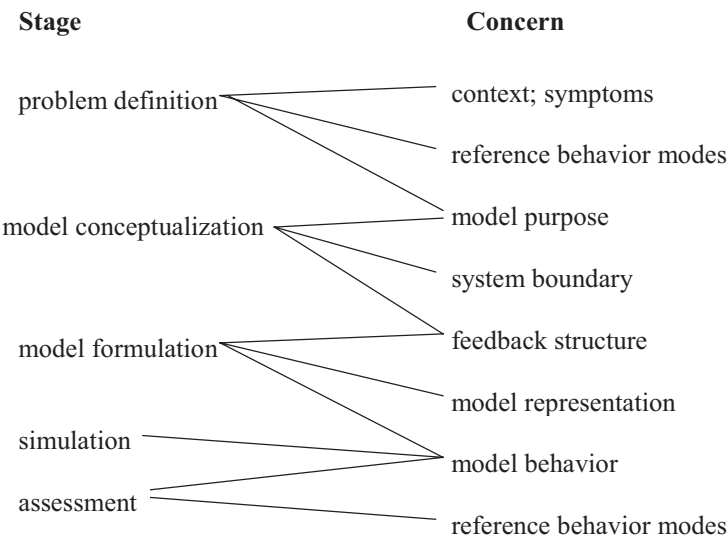 Stage
Concern
problem definition
context; symptoms
reference behavior modes
model purpose
model conceptualization
system boundary
feedback structure
model formulation
model representation
simulation
model behavior
assessment
reference behavior modes